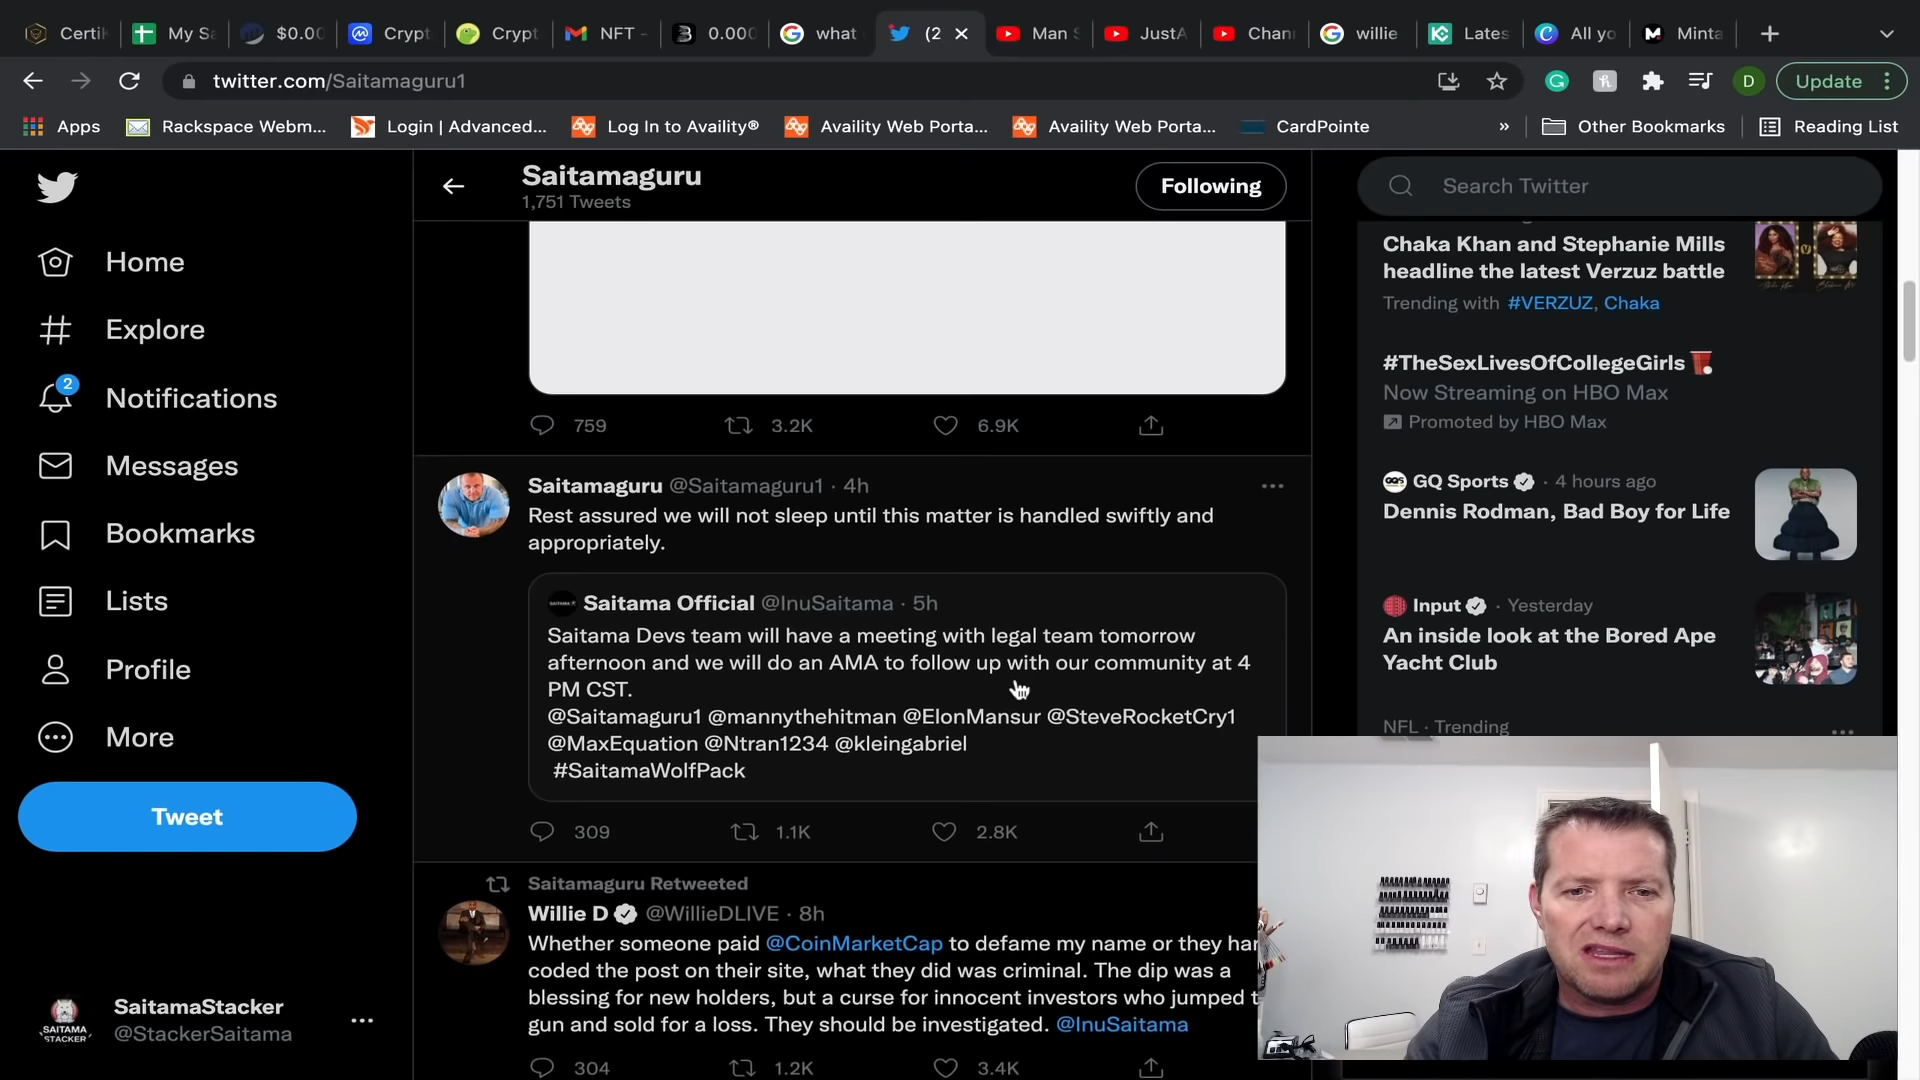 Certi
My Sa
$0.00
Crypt
Crypt
NFT -
0.000
what
(2
Man S
JustA
Chan
willie
Lates
All yo
Minta
twitter.com/Saitamaguru1
D
Update
Apps
Rackspace Webm...
Login | Advanced...
Log In to Availity®
Availity Web Porta...
Availity Web Porta...
CardPointe
»
Other Bookmarks
Reading List
Home
Explore
2
Notifications
Messages
Bookmarks
Lists
Profile
More
Tweet
SaitamaStacker
@StackerSaitama
SAITAMA
STACKER
Saitamaguru
1,751 Tweets
Following
759
3.2K
6.9K
Saitamaguru @Saitamaguru1 · 4h
Rest assured we will not sleep until this matter is handled swiftly and
appropriately.
Saitama Official @InuSaitama · 5h
Saitama Devs team will have a meeting with legal team tomorrow
afternoon and we will do an AMA to follow up with our community at 4
PM CST.
@Saitamaguru1 @mannythehitman @ElonMansur @SteveRocketCry1
@MaxEquation @Ntran1234 @kleingabriel
#SaitamaWolfPack
309
1.1K
2.8K
Saitamaguru Retweeted
Willie D @WillieDLIVE · 8h
Whether someone paid @CoinMarketCap to defame my name or they har
coded the post on their site, what they did was criminal. The dip was a
blessing for new holders, but a curse for innocent investors who jumped t
gun and sold for a loss. They should be investigated. @InuSaitama
304
1.2K
3.4K
Search Twitter
Chaka Khan and Stephanie Mills
headline the latest Verzuz battle
Trending with #VERZUZ, Chaka
#TheSexLivesOfCollegeGirls
Now Streaming on HBO Max
Promoted by HBO Max
GQ Sports · 4 hours ago
Dennis Rodman, Bad Boy for Life
Input · Yesterday
An inside look at the Bored Ape
Yacht Club
NFL · Trending